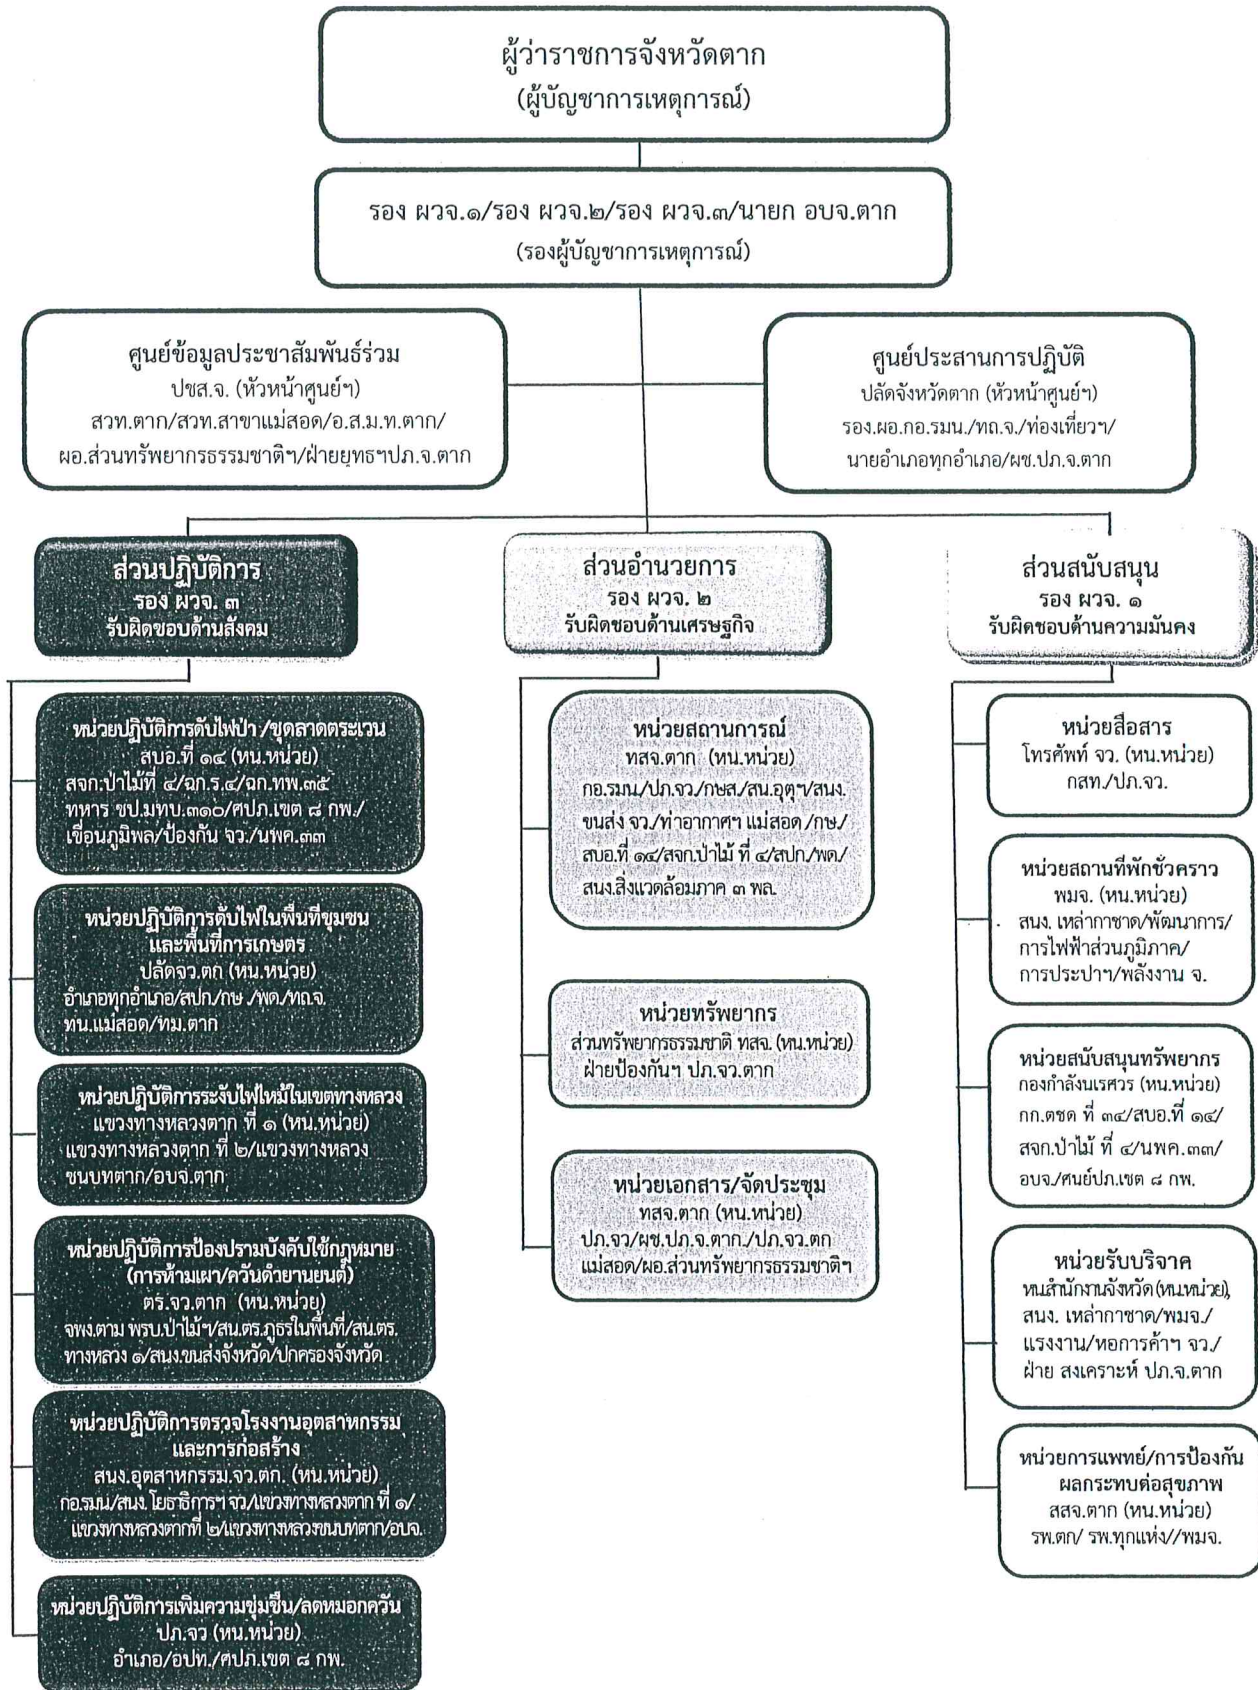 ผู้ว่าราชการจังหวัดตาก
(ผู้บัญชาการเหตุการณ์)
รอง ผวจ.๑/รอง ผวจ.๒/รอง ผวจ.๓/นายก อบจ.ตาก
(รองผู้บัญชาการเหตุการณ์)
ศูนย์ข้อมูลประชาสัมพันธ์ร่วม
ปชส.จ. (หัวหน้าศูนย์ฯ)
สวท.ตาก/สวท.สาขาแม่สอด/อ.ส.ม.ท.ตาก/
ผอ.ส่วนทรัพยากรธรรมชาติฯ/ฝ่ายยุทธฯปภ.จ.ตาก
ศูนย์ประสานการปฏิบัติ
ปลัดจังหวัดตาก (หัวหน้าศูนย์ฯ)
รอง.ผอ.กอ.รมน./ทถ.จ./ท่องเที่ยวฯ/
นายอำเภอทุกอำเภอ/ผช.ปภ.จ.ตาก
ส่วนปฏิบัติการ
รอง ผวจ. ๓
รับผิดชอบด้านสังคม
หน่วยปฏิบัติการดับไฟป่า /ชุดลาดตระเวน
สบอ.ที่ ๑๔ (หน.หน่วย)
สจก.ป่าไม้ที่ ๔/ฉก.ร.๔/ฉก.ทพ.๓๕
ทหาร ชป.มทบ.๓๑๐/ศปภ.เขต ๘ กพ./
เขื่อนภูมิพล/ป้องกัน จว./นพค.๓๓
หน่วยปฏิบัติการดับไฟในพื้นที่ชุมชน
และพื้นที่การเกษตร
ปลัดจว.ตก (หน.หน่วย)
อำเภอทุกอำเภอ/สปก./กษ./พด./ทถ.จ.
ทน.แม่สอด/ทม.ตาก
หน่วยปฏิบัติการระงับไฟไหม้ในเขตทางหลวง
แขวงทางหลวงตาก ที่ ๑ (หน.หน่วย)
แขวงทางหลวงตาก ที่ ๒/แขวงทางหลวง
ชนบทตาก/อบจ.ตาก
หน่วยปฏิบัติการป้องปรามบังคับใช้กฎหมาย
(การห้ามเผา/ควันดำยานยนต์)
ตร.จว.ตาก (หน.หน่วย)
จพง.ตาม พรบ.ป่าไม้ฯ/สน.ตร.ภูธรในพื้นที่/สน.ตร.
ทางหลวง ๑/สนง.ขนส่งจังหวัด/ปกครองจังหวัด
หน่วยปฏิบัติการตรวจโรงงานอุตสาหกรรม
และการก่อสร้าง
สนง.อุตสาหกรรม.จว.ตก. (หน.หน่วย)
กอ.รมน/สนง.โยธาธิการฯ จว/แขวงทางหลวงตาก ที่ ๑/
แขวงทางหลวงตากที่ ๒/แขวงทางหลวงชนบทตาก/อบจ.
หน่วยปฏิบัติการเพิ่มความชุ่มชื้น/ลดหมอกควัน
ปภ.จว (หน.หน่วย)
อำเภอ/อปท./ศปภ.เขต ๘ กพ.
ส่วนอำนวยการ
รอง ผวจ. ๒
รับผิดชอบด้านเศรษฐกิจ
หน่วยสถานการณ์
ทสจ.ตาก (หน.หน่วย)
กอ.รมน./ปภ.จว./กษส./สน.อุตุฯ/สนง.
ขนส่ง จว./ท่าอากาศฯ แม่สอด /กษ./
สบอ.ที่ ๑๔/สจก.ป่าไม้ ที่ ๔/สปก./พด./
สนง.สิ่งแวดล้อมภาค ๓ พล.
หน่วยทรัพยากร
ส่วนทรัพยากรธรรมชาติ ทสจ. (หน.หน่วย)
ฝ่ายป้องกันฯ ปภ.จว.ตาก
หน่วยเอกสาร/จัดประชุม
ทสจ.ตาก (หน.หน่วย)
ปภ.จว/ผช.ปภ.จ.ตาก./ปภ.จว.ตก
แม่สอด/ผอ.ส่วนทรัพยากรธรรมชาติฯ
ส่วนสนับสนุน
รอง ผวจ. ๑
รับผิดชอบด้านความมันคง
หน่วยสื่อสาร
โทรศัพท์ จว. (หน.หน่วย)
กสท./ปภ.จว.
หน่วยสถานที่พักชั่วคราว
พมจ. (หน.หน่วย)
สนง. เหล่ากาชาด/พัฒนาการ/
การไฟฟ้าส่วนภูมิภาค/
การประปาฯ/พลังงาน จ.
หน่วยสนับสนุนทรัพยากร
กองกำลังนเรศวร (หน.หน่วย)
กก.ตชด ที่ ๓๔/สบอ.ที่ ๑๔/
สจก.ป่าไม้ ที่ ๔/นพค.๓๓/
อบจ./ศูนย์ปภ.เขต ๘ กพ.
หน่วยรับบริจาค
หนสำนักงานจังหวัด(หน.หน่วย),
สนง. เหล่ากาชาด/พมจ./
แรงงาน/หอการค้าฯ จว./
ฝ่าย สงเคราะห์ ปภ.จ.ตาก
หน่วยการแพทย์/การป้องกัน
ผลกระทบต่อสุขภาพ
สสจ.ตาก (หน.หน่วย)
รพ.ตก/ รพ.ทุกแห่ง//พมจ.